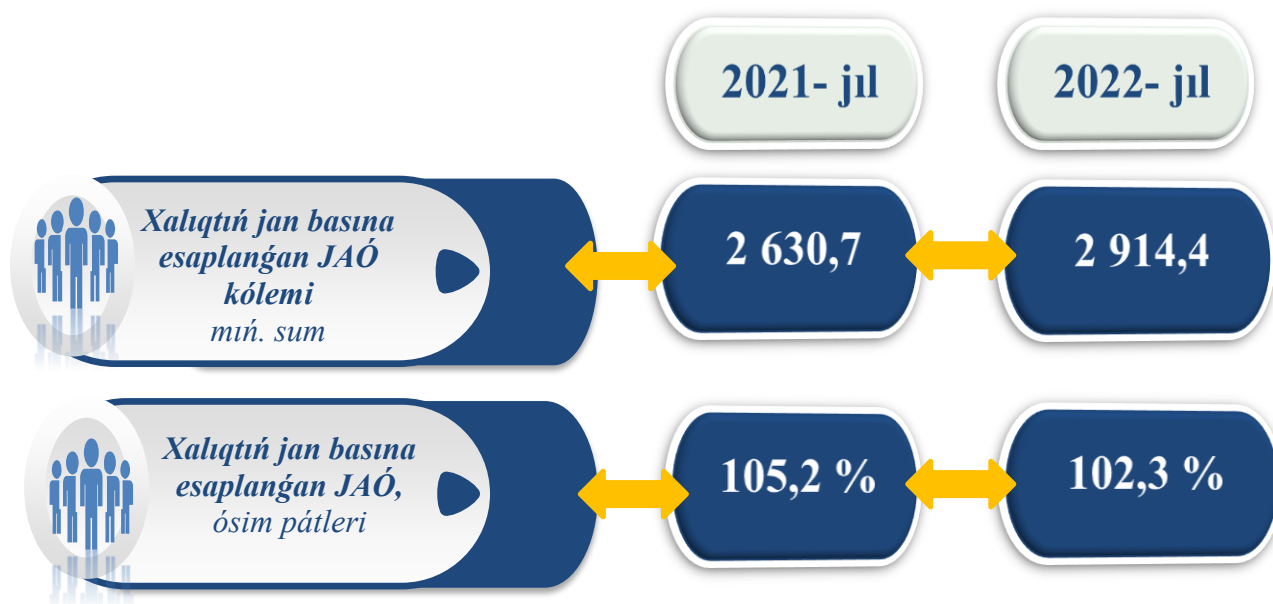 2021- jıl
2022- jıl
Xalıqtıń jan basına
esaplanǵan JAÓ
kólemi
mıń. sum
2 630,7
2 914,4
Xalıqtıń jan basına
esaplanǵan JAÓ,
ósim pátleri
105,2 %
102,3 %